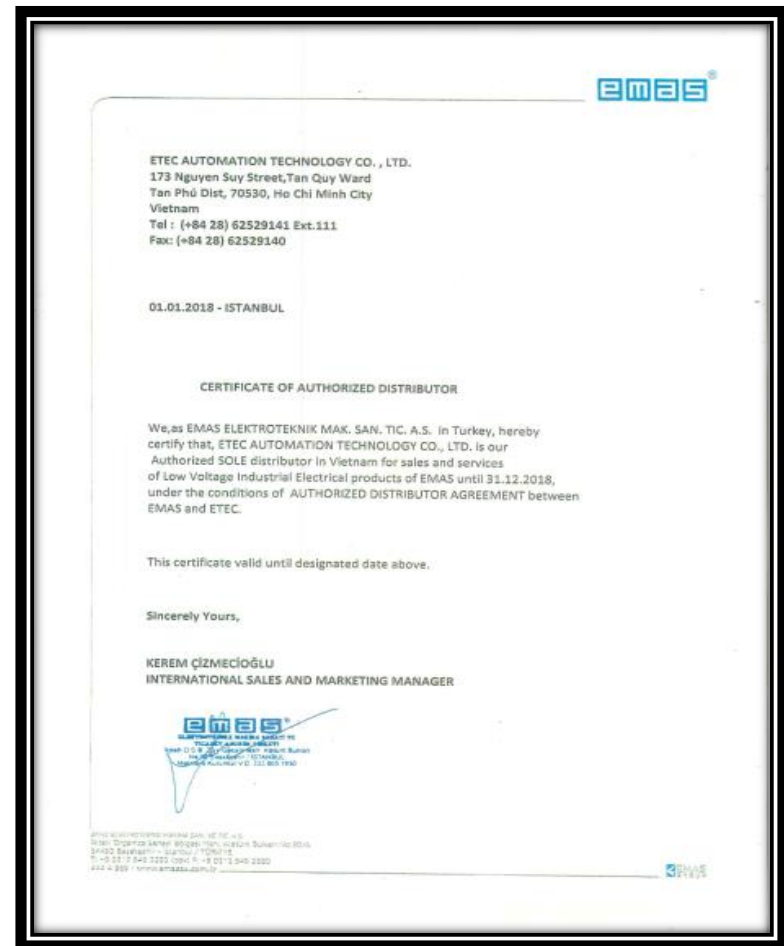 emas®
ETEC AUTOMATION TECHNOLOGY CO. , LTD.
173 Nguyen Suy Street,Tan Quy Ward
Tan Phú Dist, 70530, Ho Chi Minh City
Vietnam
Tel : (+84 28) 62529141 Ext.111
Fax: (+84 28) 62529140
01.01.2018 - ISTANBUL
CERTIFICATE OF AUTHORIZED DISTRIBUTOR
We,as EMAS ELEKTROTEKNIK MAK. SAN. TIC. A.S. in Turkey, hereby
certify that, ETEC AUTOMATION TECHNOLOGY CO., LTD. is our
Authorized SOLE distributor in Vietnam for sales and services
of Low Voltage Industrial Electrical products of EMAS until 31.12.2018,
under the conditions of AUTHORIZED DISTRIBUTOR AGREEMENT between
EMAS and ETEC.
This certificate valid until designated date above.
Sincerely Yours,
KEREM ÇİZMECİOĞLU
INTERNATIONAL SALES AND MARKETING MANAGER
emas®
EMAS